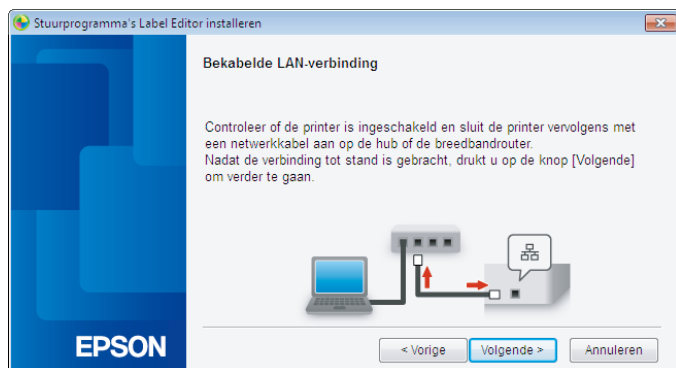 Stuurprogramma's Label Editor installeren
Bekabelde LAN-verbinding
Controleer of de printer is ingeschakeld en sluit de printer vervolgens met
een netwerkkabel aan op de hub of de breedbandrouter.
Nadat de verbinding tot stand is gebracht, drukt u op de knop [Volgende]
om verder te gaan.
EPSON
< Vorige
Volgende >
Annuleren